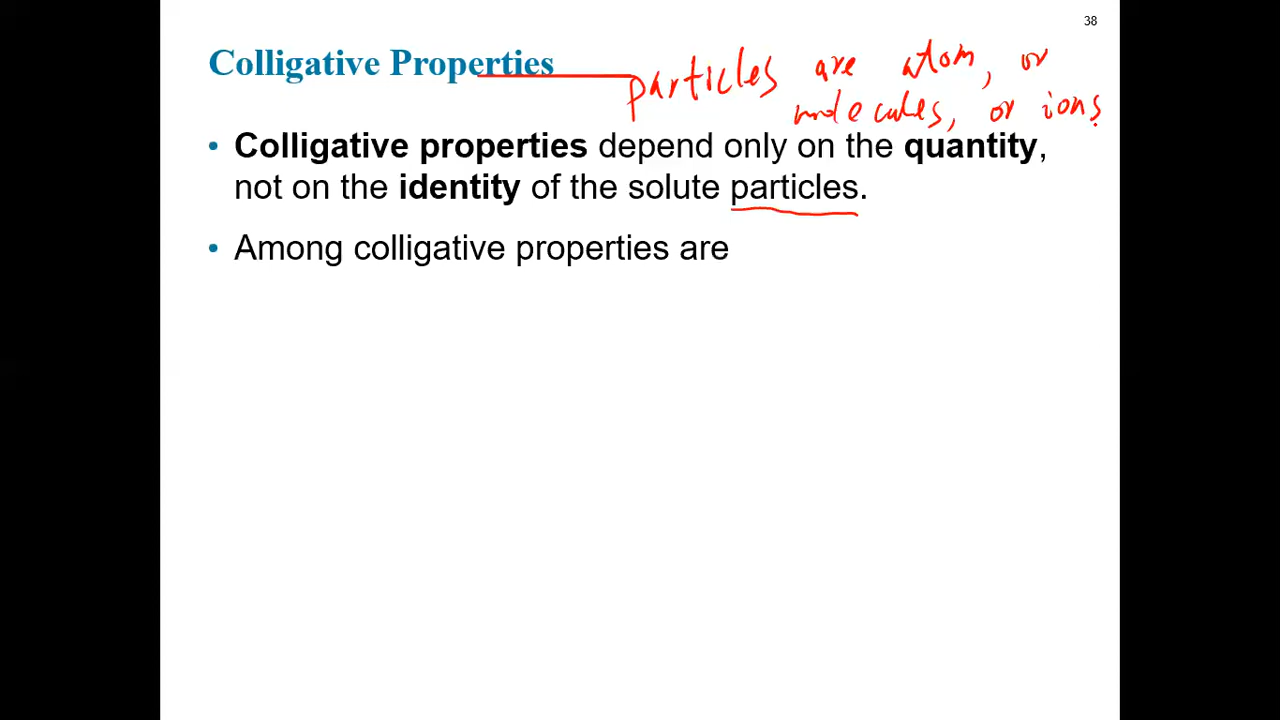 38
Colligative Properties
particles are atom, or
molecules, or ions
• Colligative properties depend only on the quantity,
not on the identity of the solute particles.
• Among colligative properties are